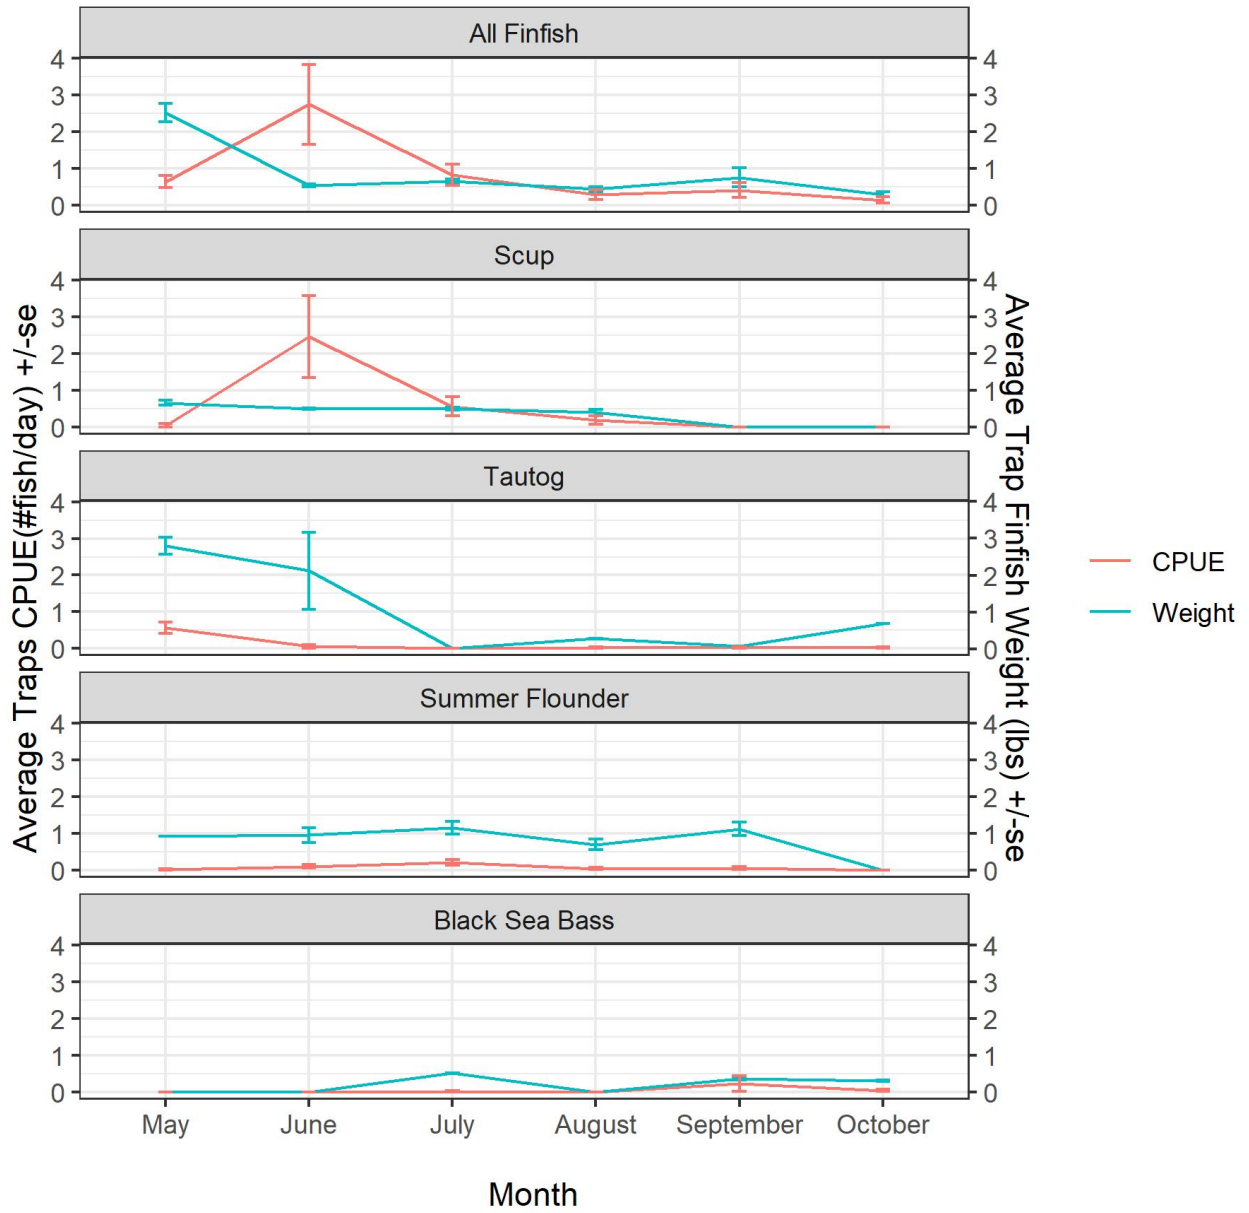 All Finfish
4 4
3 3
2 2
1 1
0 0
Scup
4 4
3 3
2 2
1 1
0 0
Tautog
4 4
3 3
2 2
1 1
0 0
Summer Flounder
4 4
3 3
2 2
1 1
0 0
Black Sea Bass
4 4
3 3
2 2
1 1
0 0
May June July August September October
Month
Average Traps CPUE(#fish/day) +/-se
Average Trap Finfish Weight (lbs) +/-se
CPUE
Weight